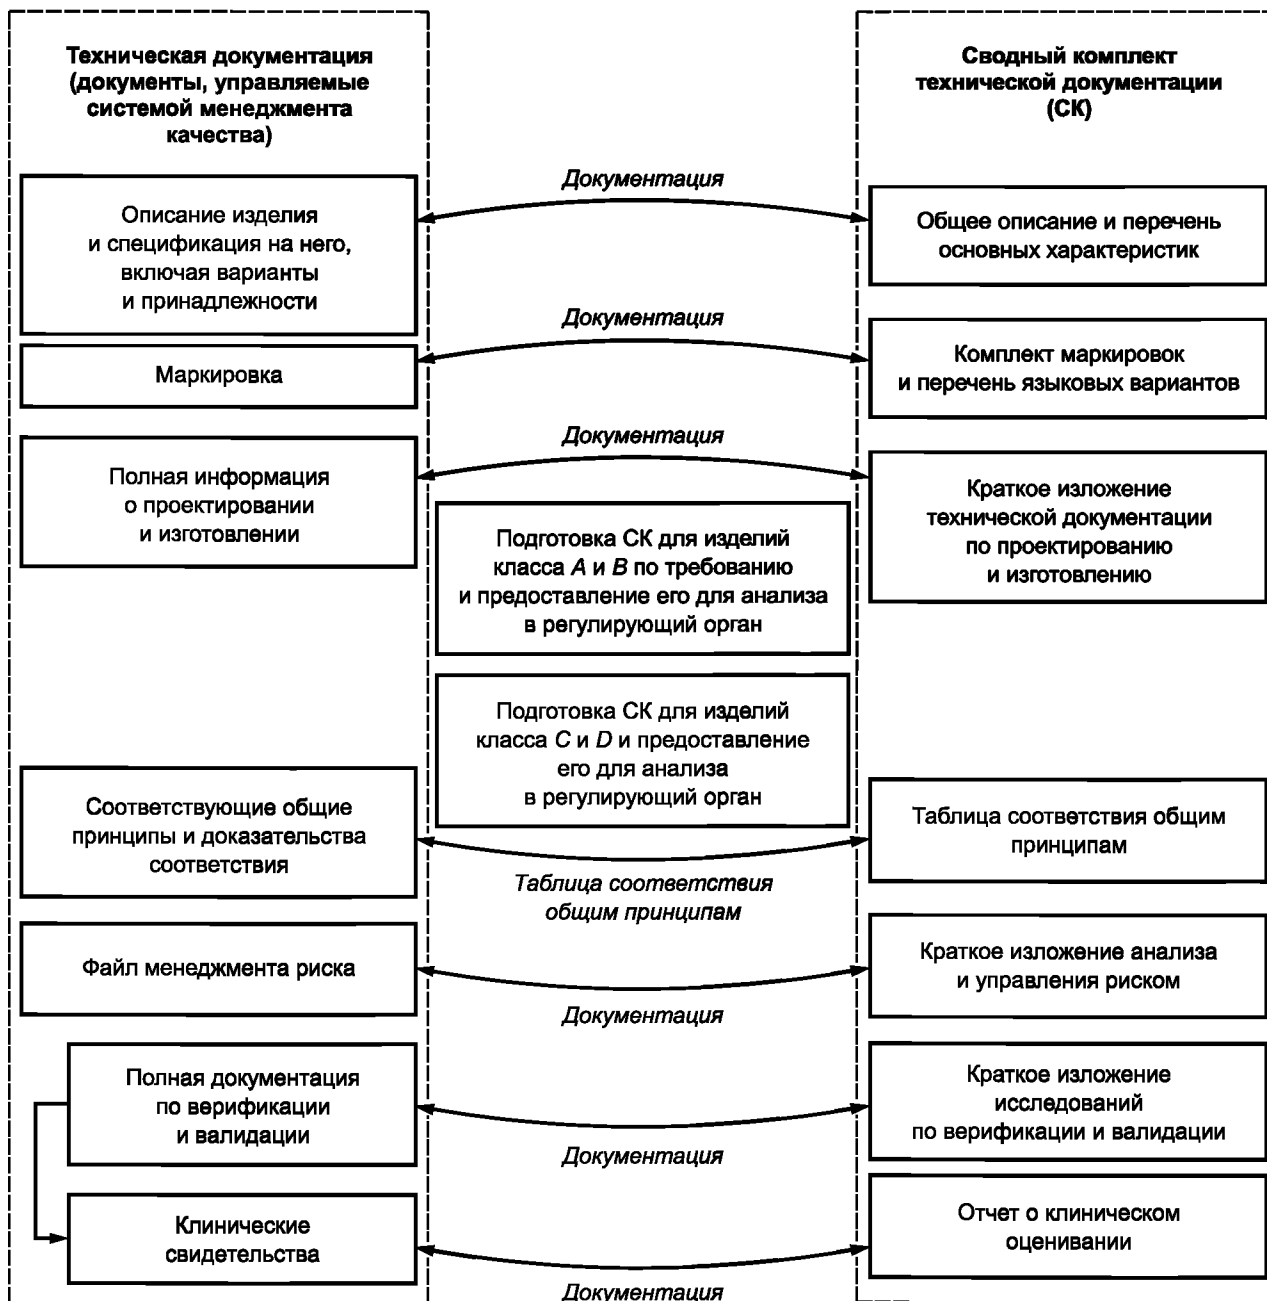 Техническая документация
(документы, управляемые
системой менеджмента
качества)
Сводный комплект
технической документации
(СК)
Документация
Описание изделия
и спецификация на него,
включая варианты
и принадлежности
Общее описание и перечень
основных характеристик
Документация
Маркировка
Комплект маркировок
и перечень языковых вариантов
Документация
Полная информация
о проектировании
и изготовлении
Краткое изложение
технической документации
по проектированию
и изготовлению
Подготовка СК для изделий
класса A и B по требованию
и предоставление его для анализа
в регулирующий орган
Подготовка СК для изделий
класса C и D и предоставление
его для анализа
в регулирующий орган
Соответствующие общие
принципы и доказательства
соответствия
Таблица соответствия общим
принципам
Таблица соответствия
общим принципам
Файл менеджмента риска
Краткое изложение анализа
и управления риском
Документация
Полная документация
по верификации
и валидации
Краткое изложение
исследований
по верификации и валидации
Документация
Клинические
свидетельства
Отчет о клиническом
оценивании
Документация